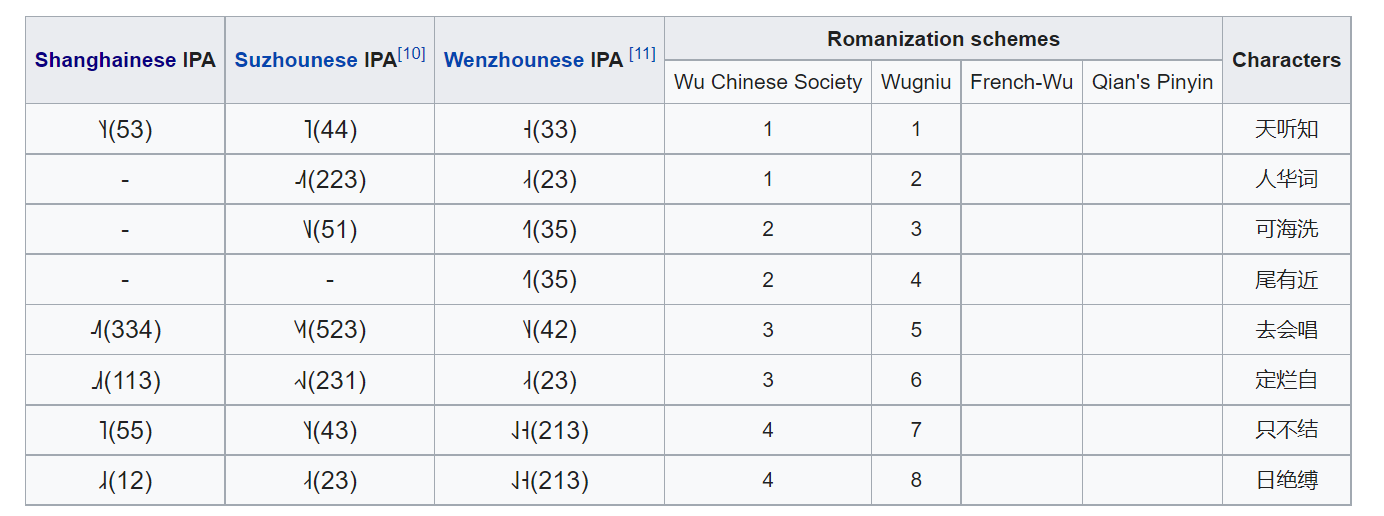 Shanghainese IPA Suzhounese IPA[10] Wenzhounese IPA [11] Romanization schemes Characters
Wu Chinese Society Wugniu French-Wu Qian's Pinyin
˥˧(53) ˦(44) ˧(33) 1 1 天听知
- ˨˨˧(223) ˨˧(23) 1 2 人华词
- ˥˩(51) ˧˥(35) 2 3 可海洗
- - ˧˥(35) 2 4 尾有近
˧˧˦(334) ˥˨˧(523) ˦˨(42) 3 5 去会唱
˩˩˧(113) ˨˧˩(231) ˨˧(23) 3 6 定烂自
˥(55) ˦˧(43) ˨˩˧(213) 4 7 只不结
˩˨(12) ˨˧(23) ˨˩˧(213) 4 8 日绝缚